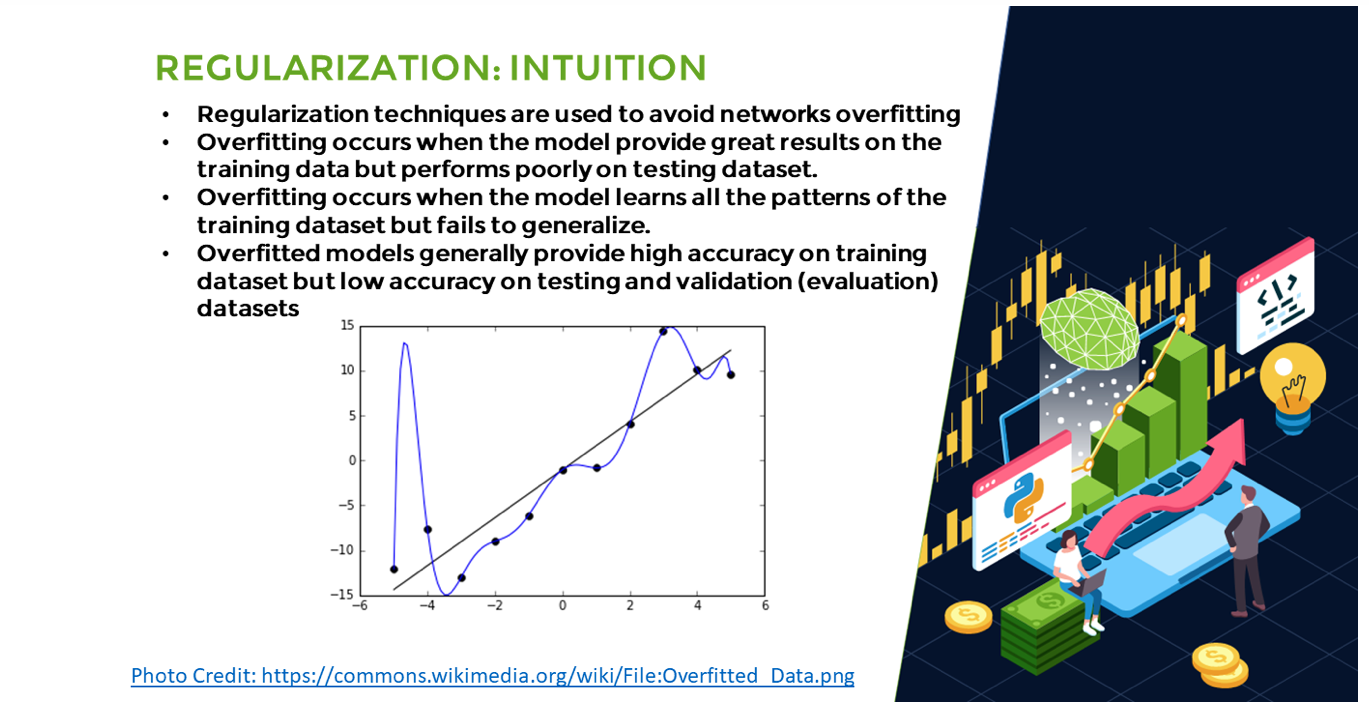 REGULARIZATION: INTUITION
• Regularization techniques are used to avoid networks overfitting
• Overfitting occurs when the model provide great results on the
training data but performs poorly on testing dataset.
• Overfitting occurs when the model learns all the patterns of the
training dataset but fails to generalize.
• Overfitted models generally provide high accuracy on training
dataset but low accuracy on testing and validation (evaluation)
datasets
15
10
5
0
−5
−10
−15
−6 −4 −2 0 2 4 6
Photo Credit: https://commons.wikimedia.org/wiki/File:Overfitted_Data.png